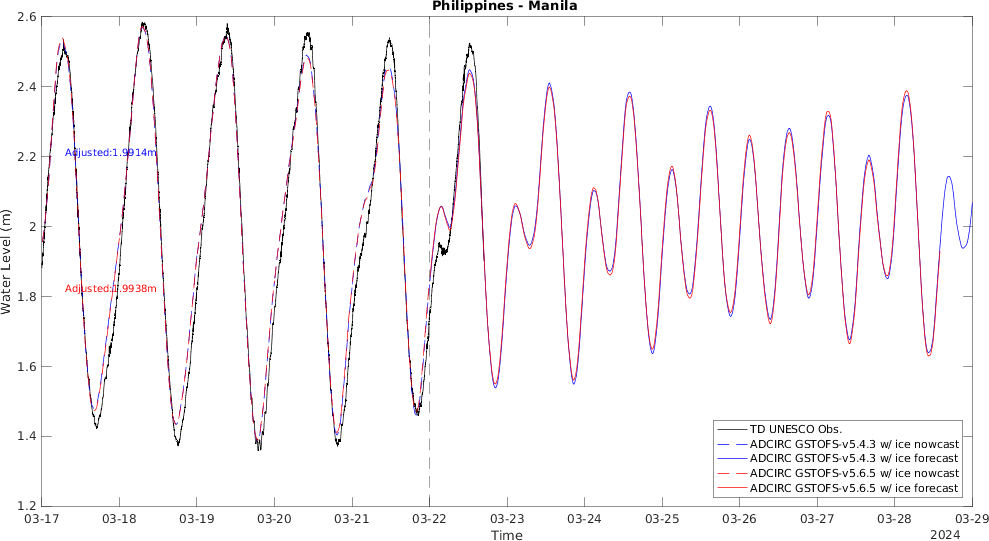 Philippines - Manila
2.6
2.4
2.2
2
1.8
1.6
1.4
1.2
Water Level (m)
Adjusted:1.9914m
Adjusted:1.9938m
TD UNESCO Obs.
ADCIRC GSTOFS-v5.4.3 w/ ice nowcast
ADCIRC GSTOFS-v5.4.3 w/ ice forecast
ADCIRC GSTOFS-v5.6.5 w/ ice nowcast
ADCIRC GSTOFS-v5.6.5 w/ ice forecast
03-17 03-18 03-19 03-20 03-21 03-22 03-23 03-24 03-25 03-26 03-27 03-28 03-29
Time
2024